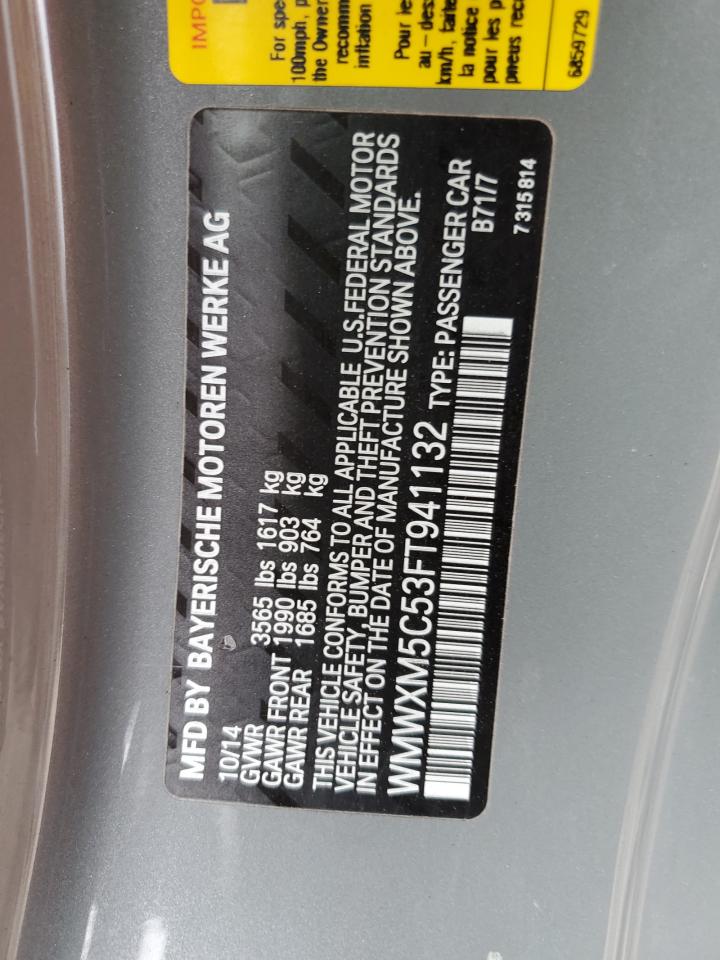 MFD BY BAYERISCHE MOTOREN WERKE AG
10/14
GVWR 3565 lbs 1617 kg
GAWR FRONT 1990 lbs 903 kg
GAWR REAR 1685 lbs 764 kg
THIS VEHICLE CONFORMS TO ALL APPLICABLE U.S.FEDERAL MOTOR
VEHICLE SAFETY, BUMPER AND THEFT PREVENTION STANDARDS
IN EFFECT ON THE DATE OF MANUFACTURE SHOWN ABOVE.
WMWXM5C53FT941132 TYPE: PASSENGER CAR
B71/7
7315814
IMPO
For spe
100mph, p
the Owner
recomm
inflation
Pour le
au-dess
km/h, faite
la notice
pour les p
pneus reco
6859729